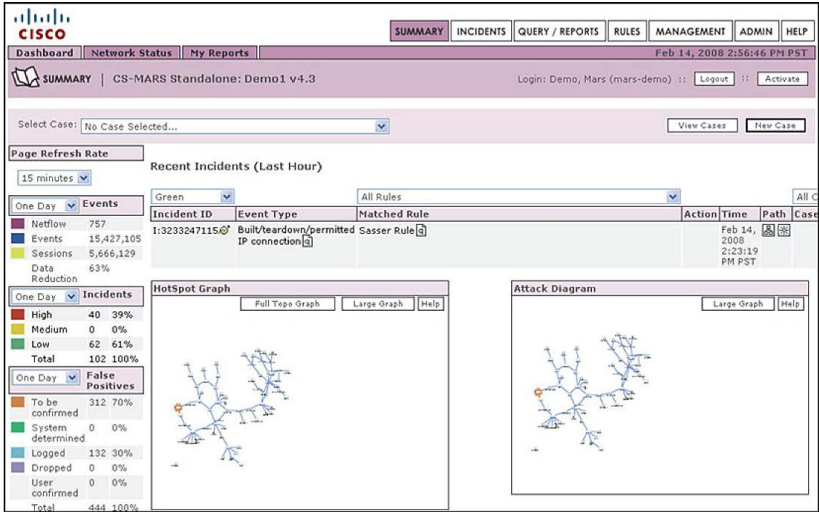 CISCO
SUMMARY INCIDENTS QUERY / REPORTS RULES MANAGEMENT ADMIN HELP
Dashboard Network Status My Reports Feb 14, 2008 2:56:46 PM PST
SUMMARY | CS-MARS Standalone: Demo1 v4.3 Login: Demo, Mars (mars-demo) :: Logout :: Activate
Select Case: No Case Selected... View Cases New Case
Page Refresh Rate
15 minutes
Recent Incidents (Last Hour)
Green All Rules All C
Incident ID Event Type Matched Rule Action Time Path Case
I:3233247115 Built/teardown/permitted IP connection Sasser Rule Feb 14, 2008 2:23:19 PM PST
One Day Events
Netflow 757
Events 15,427,105
Sessions 5,666,129
Data Reduction 63%
One Day Incidents
High 40 39%
Medium 0 0%
Low 62 61%
Total 102 100%
One Day False Positives
To be confirmed 312 70%
System determined 0 0%
Logged 132 30%
Dropped 0 0%
User confirmed 0 0%
Total 444 100%
HotSpot Graph
Full Topo Graph Large Graph Help
Attack Diagram
Large Graph Help